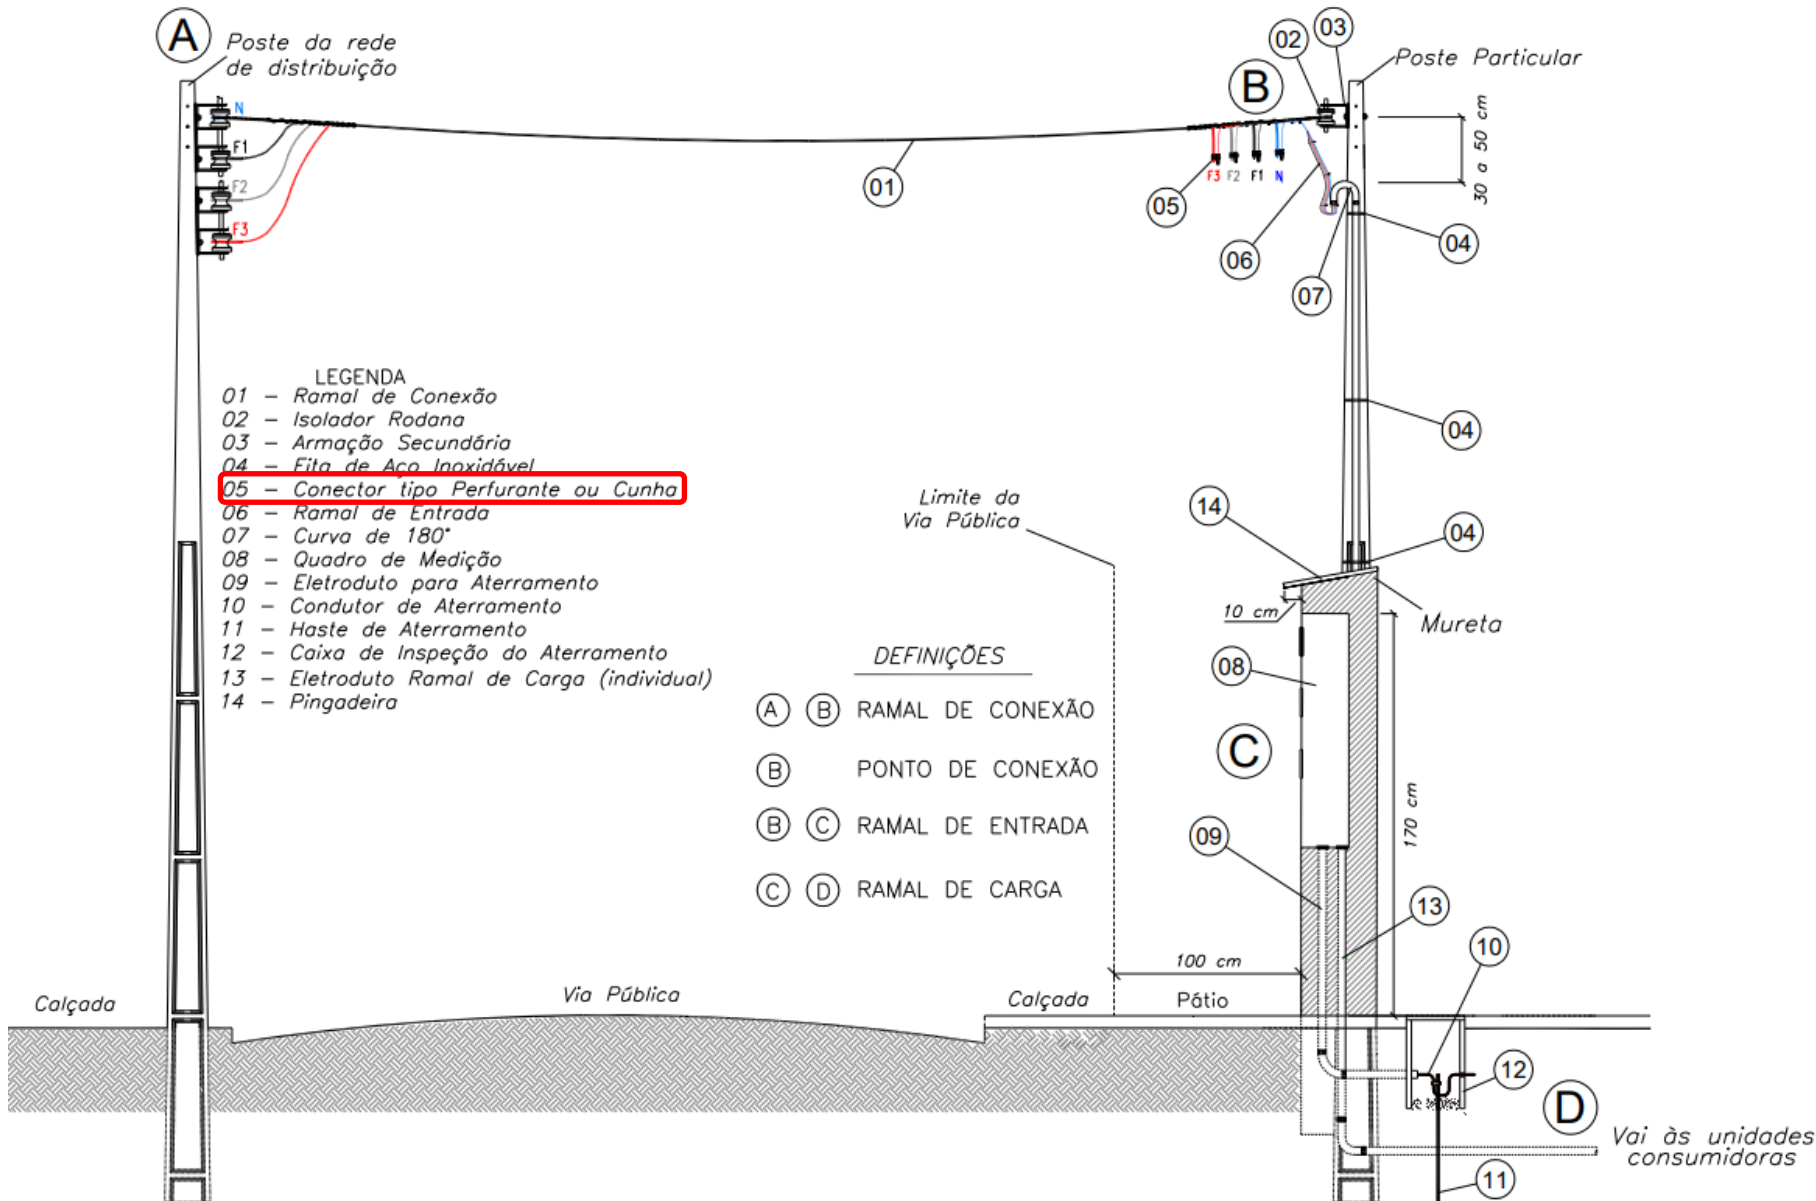 A
Poste da rede
de distribuição
N
F1
F2
F3
01
02
03
B
Poste Particular
30 a 50 cm
F3 F2 F1 N
05
06
07
04
04
04
LEGENDA
01 – Ramal de Conexão
02 – Isolador Rodana
03 – Armação Secundária
04 – Fita de Aço Inoxidável
05 – Conector tipo Perfurante ou Cunha
06 – Ramal de Entrada
07 – Curva de 180°
08 – Quadro de Medição
09 – Eletroduto para Aterramento
10 – Condutor de Aterramento
11 – Haste de Aterramento
12 – Caixa de Inspeção do Aterramento
13 – Eletroduto Ramal de Carga (individual)
14 – Pingadeira
DEFINIÇÕES
A B RAMAL DE CONEXÃO
B PONTO DE CONEXÃO
B C RAMAL DE ENTRADA
C D RAMAL DE CARGA
Limite da
Via Pública
14
10 cm
Mureta
08
C
170 cm
09
13
10
100 cm
Calçada
Via Pública
Calçada
Pátio
12
D
Vai às unidades
consumidoras
11